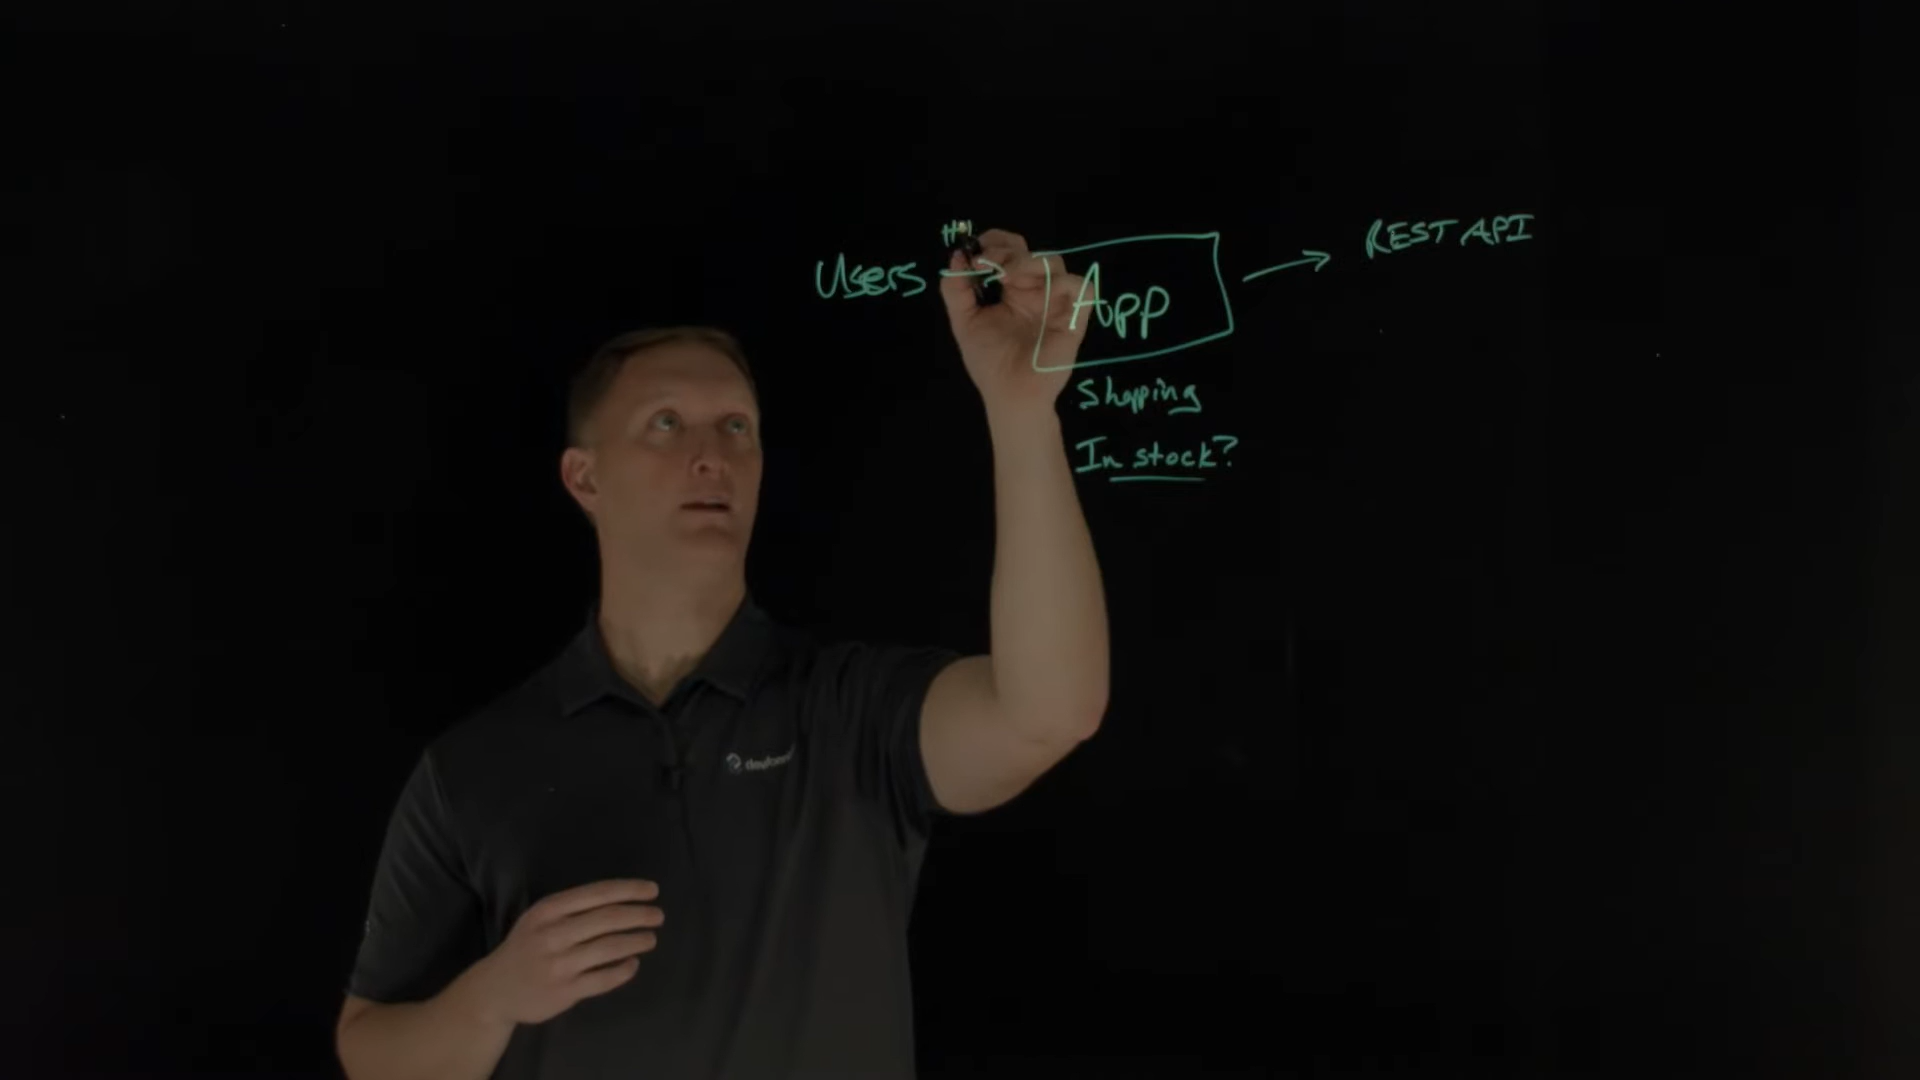 Users
App
REST API
Shopping
In stock?